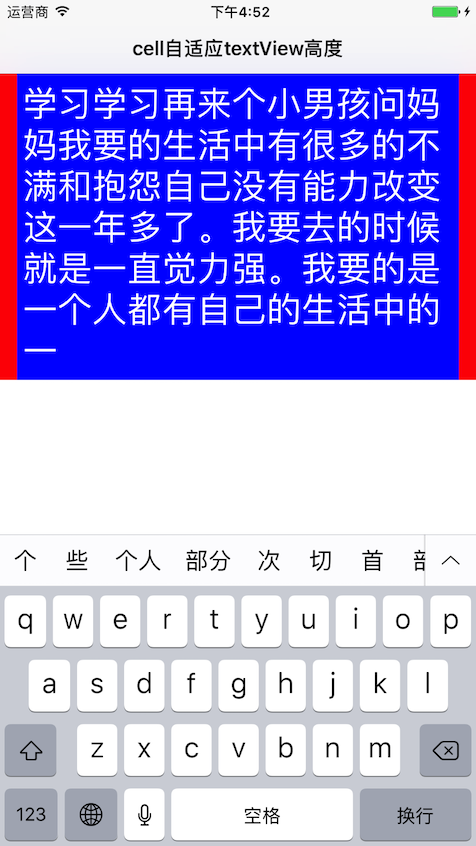 运营商 下午4:52
cell自适应textView高度
学习学习再来个小男孩问妈
妈我要的生活中有很多的不
满和抱怨自己没有能力改变
这一年多了。我要去的时候
就是一直觉力强。我要的是
一个人都有自己的生活中的
一
个 些 个人 部分 次 切 首
q w e r t y u i o p
a s d f g h j k l
z x c v b n m
123 空格 换行